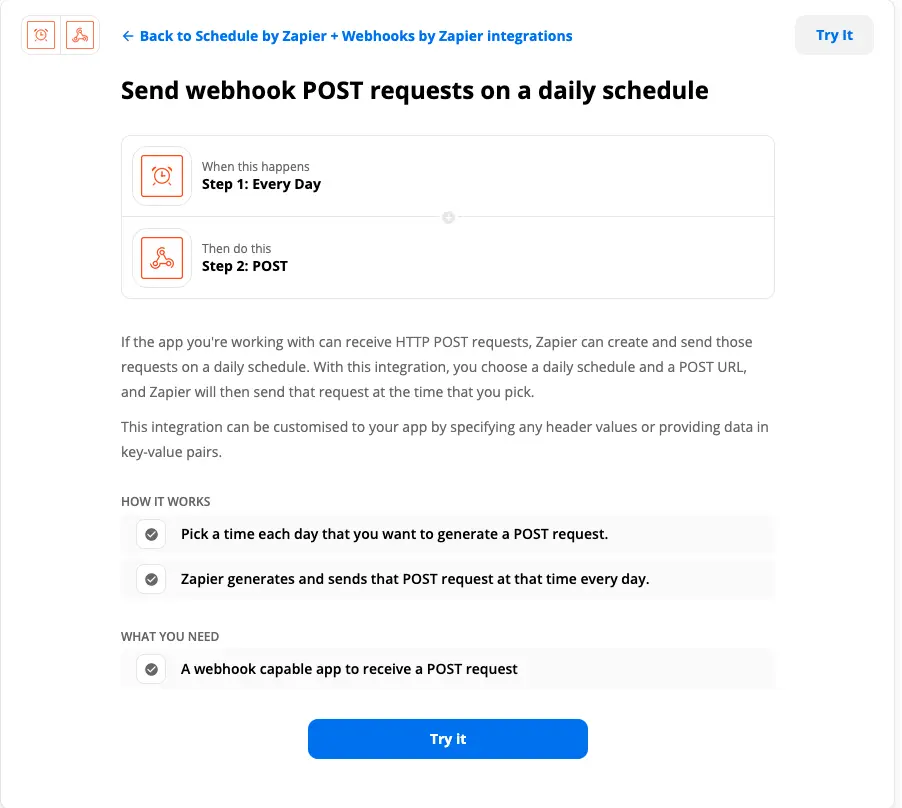 ← Back to Schedule by Zapier + Webhooks by Zapier integrations
Try It
Send webhook POST requests on a daily schedule
When this happens
Step 1: Every Day
Then do this
Step 2: POST
If the app you're working with can receive HTTP POST requests, Zapier can create and send those
requests on a daily schedule. With this integration, you choose a daily schedule and a POST URL,
and Zapier will then send that request at the time that you pick.
This integration can be customised to your app by specifying any header values or providing data in
key-value pairs.
HOW IT WORKS
Pick a time each day that you want to generate a POST request.
Zapier generates and sends that POST request at that time every day.
WHAT YOU NEED
A webhook capable app to receive a POST request
Try it